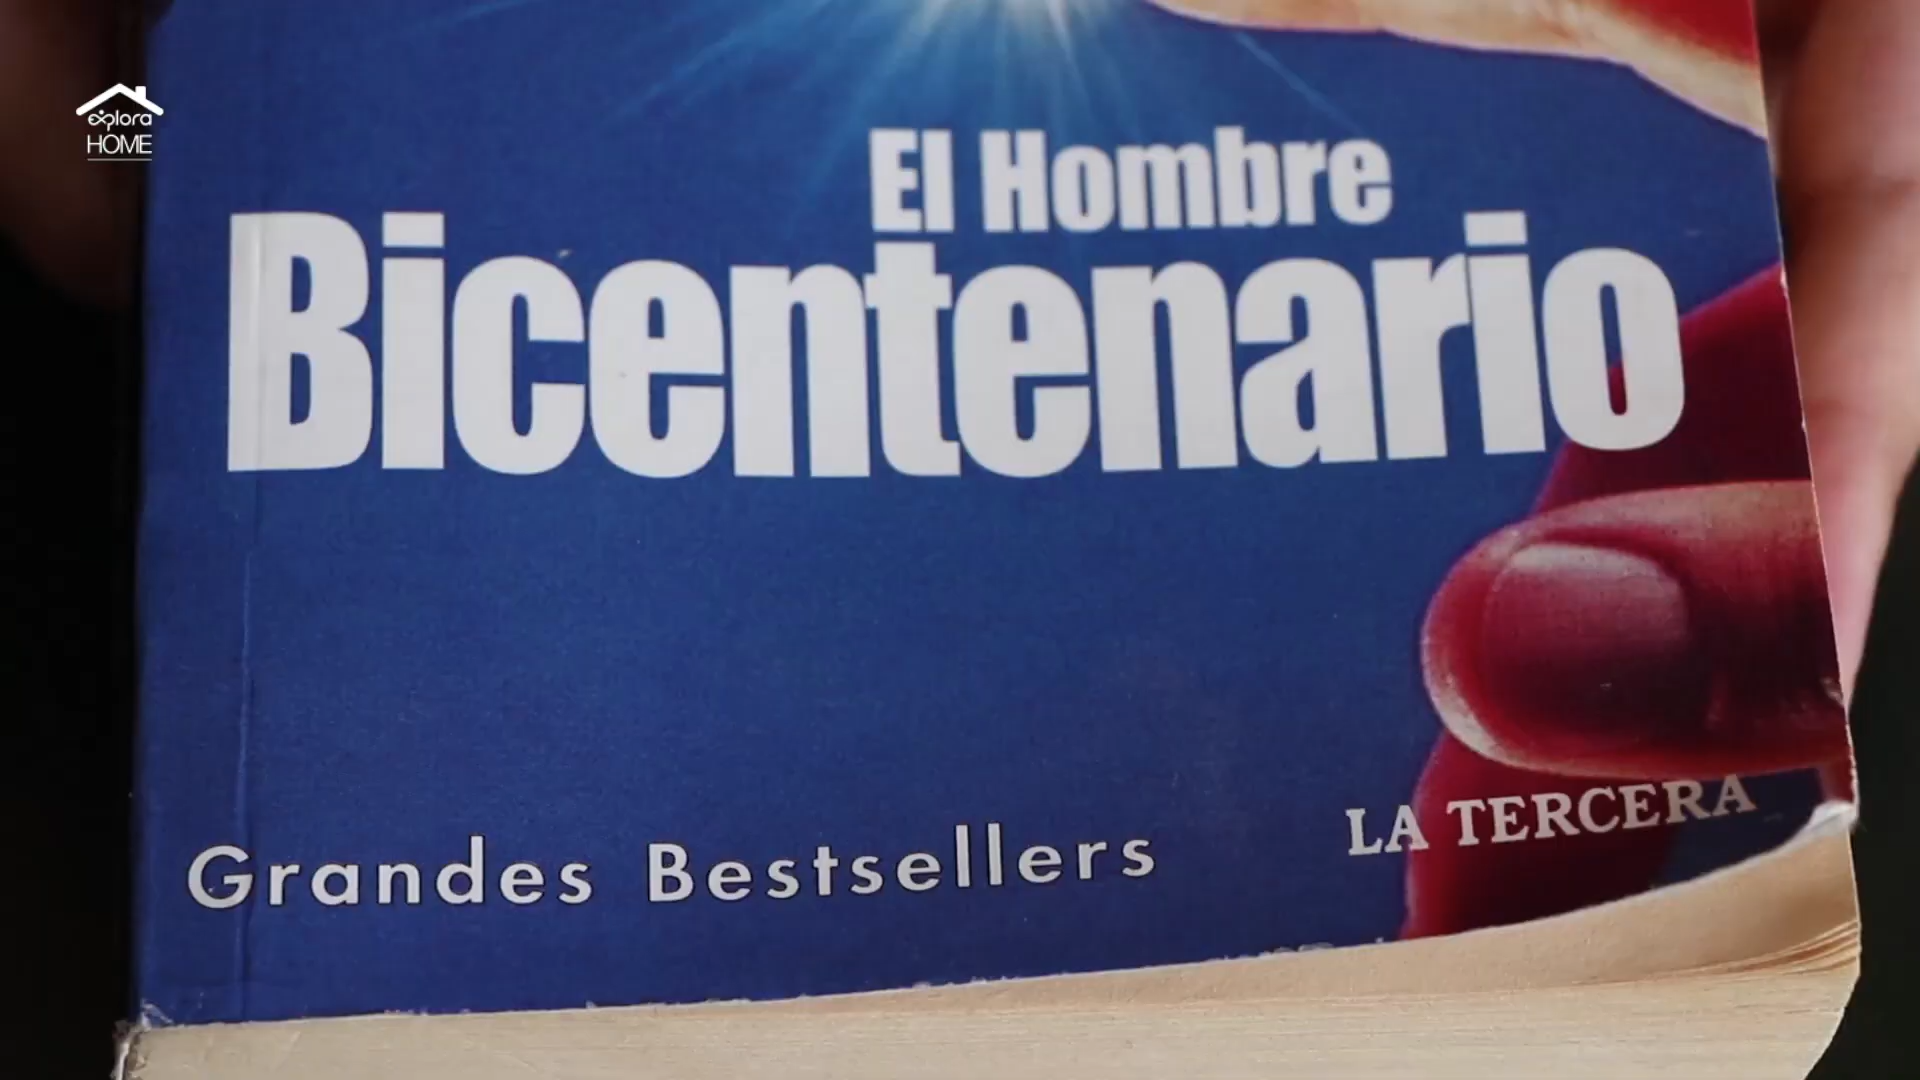 explora
HOME
El Hombre
Bicentenario
Grandes Bestsellers
LA TERCERA